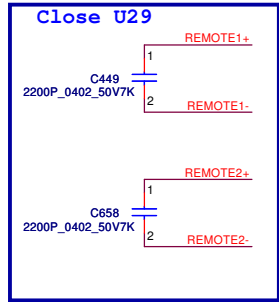 Close U29
REMOTE1+
1
C449
2200P_0402_50V7K
2
REMOTE1-
REMOTE2+
1
C658
2200P_0402_50V7K
2
REMOTE2-